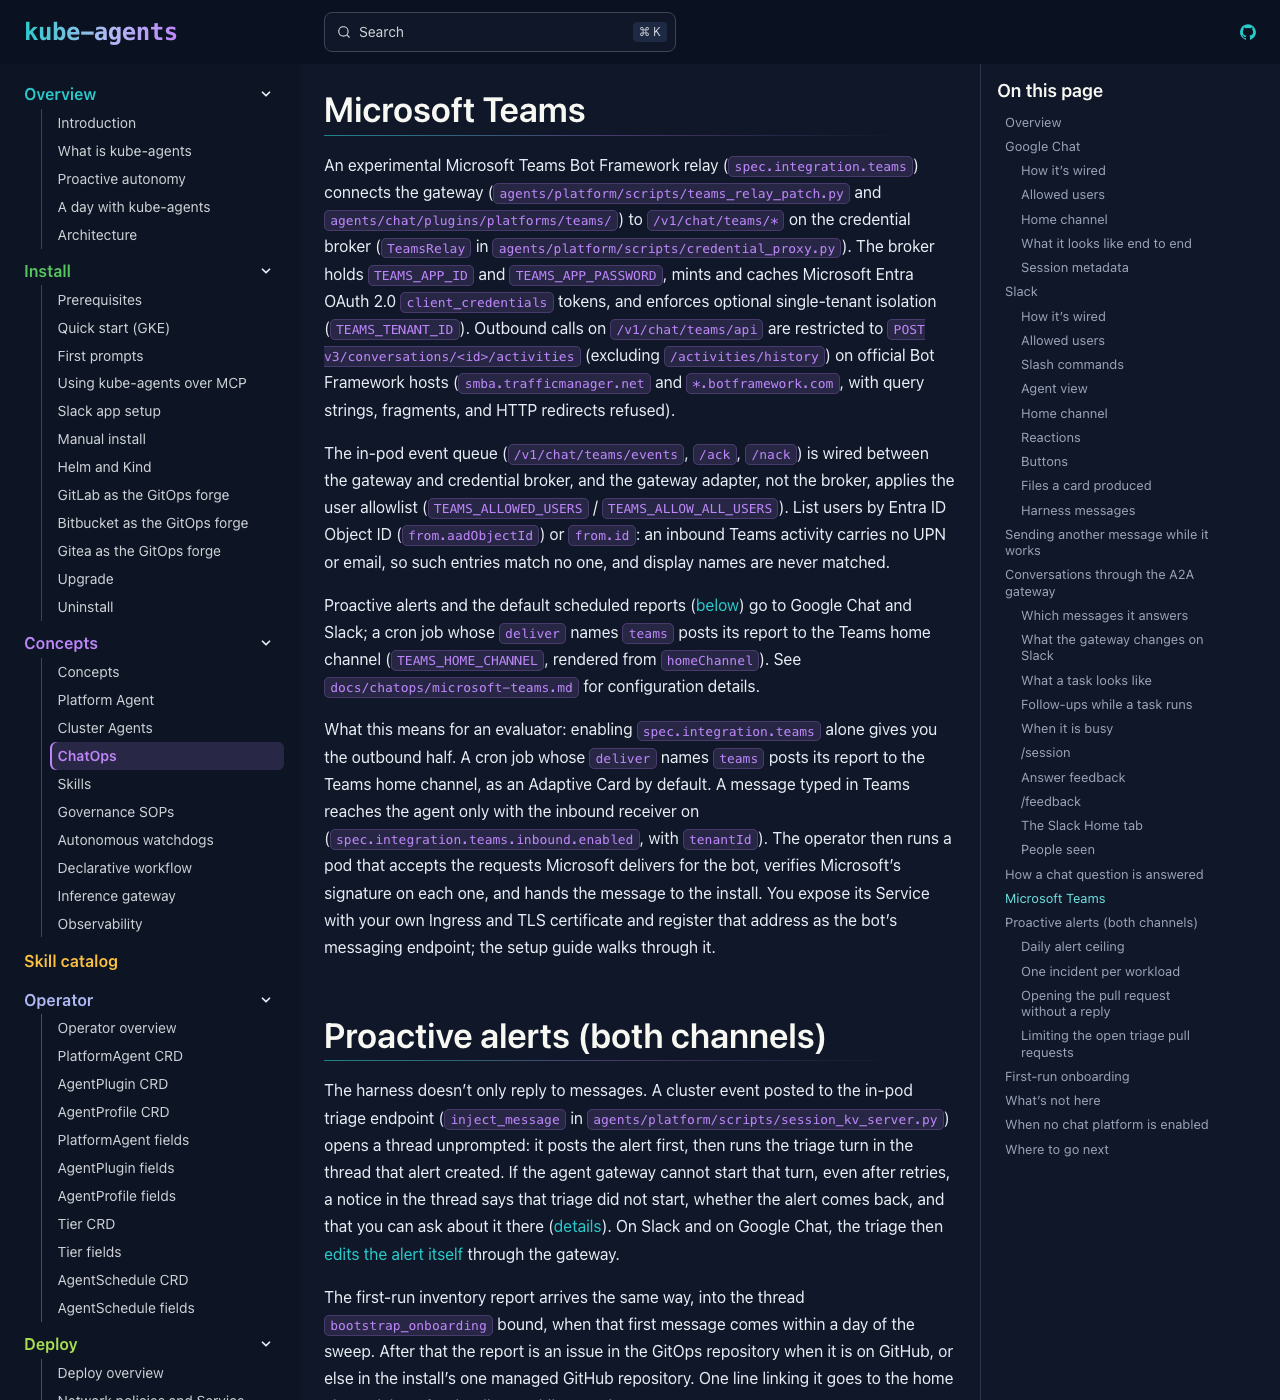 kube-agents
Search
⌘ K
Overview
Introduction
What is kube-agents
Proactive autonomy
A day with kube-agents
Architecture
Install
Prerequisites
Quick start (GKE)
First prompts
Using kube-agents over MCP
Slack app setup
Manual install
Helm and Kind
GitLab as the GitOps forge
Bitbucket as the GitOps forge
Gitea as the GitOps forge
Upgrade
Uninstall
Concepts
Concepts
Platform Agent
Cluster Agents
ChatOps
Skills
Governance SOPs
Autonomous watchdogs
Declarative workflow
Inference gateway
Observability
Skill catalog
Operator
Operator overview
PlatformAgent CRD
AgentPlugin CRD
AgentProfile CRD
PlatformAgent fields
AgentPlugin fields
AgentProfile fields
Tier CRD
Tier fields
AgentSchedule CRD
AgentSchedule fields
Deploy
Deploy overview
Microsoft Teams
An experimental Microsoft Teams Bot Framework relay (spec.integration.teams)
connects the gateway (agents/platform/scripts/teams_relay_patch.py and
agents/chat/plugins/platforms/teams/) to /v1/chat/teams/* on the credential
broker (TeamsRelay in agents/platform/scripts/credential_proxy.py). The broker
holds TEAMS_APP_ID and TEAMS_APP_PASSWORD, mints and caches Microsoft Entra
OAuth 2.0 client_credentials tokens, and enforces optional single-tenant isolation
(TEAMS_TENANT_ID). Outbound calls on /v1/chat/teams/api are restricted to POST
v3/conversations/<id>/activities (excluding /activities/history) on official Bot
Framework hosts (smba.trafficmanager.net and *.botframework.com, with query
strings, fragments, and HTTP redirects refused).
The in-pod event queue (/v1/chat/teams/events, /ack, /nack) is wired between
the gateway and credential broker, and the gateway adapter, not the broker, applies the
user allowlist (TEAMS_ALLOWED_USERS / TEAMS_ALLOW_ALL_USERS). List users by Entra ID
Object ID (from.aadObjectId) or from.id: an inbound Teams activity carries no UPN
or email, so such entries match no one, and display names are never matched.
Proactive alerts and the default scheduled reports (below) go to Google Chat and
Slack; a cron job whose deliver names teams posts its report to the Teams home
channel (TEAMS_HOME_CHANNEL, rendered from homeChannel). See
docs/chatops/microsoft-teams.md for configuration details.
What this means for an evaluator: enabling spec.integration.teams alone gives you
the outbound half. A cron job whose deliver names teams posts its report to the
Teams home channel, as an Adaptive Card by default. A message typed in Teams
reaches the agent only with the inbound receiver on
(spec.integration.teams.inbound.enabled, with tenantId). The operator then runs a
pod that accepts the requests Microsoft delivers for the bot, verifies Microsoft's
signature on each one, and hands the message to the install. You expose its Service
with your own Ingress and TLS certificate and register that address as the bot's
messaging endpoint; the setup guide walks through it.
Proactive alerts (both channels)
The harness doesn't only reply to messages. A cluster event posted to the in-pod
triage endpoint (inject_message in agents/platform/scripts/session_kv_server.py)
opens a thread unprompted: it posts the alert first, then runs the triage turn in the
thread that alert created. If the agent gateway cannot start that turn, even after retries,
a notice in the thread says that triage did not start, whether the alert comes back, and
that you can ask about it there (details). On Slack and on Google Chat, the triage then
edits the alert itself through the gateway.
The first-run inventory report arrives the same way, into the thread
bootstrap_onboarding bound, when that first message comes within a day of the
sweep. After that the report is an issue in the GitOps repository when it is on GitHub, or
else in the install's one managed GitHub repository. One line linking it goes to the home
On this page
Overview
Google Chat
How it's wired
Allowed users
Home channel
What it looks like end to end
Session metadata
Slack
How it's wired
Allowed users
Slash commands
Agent view
Home channel
Reactions
Buttons
Files a card produced
Harness messages
Sending another message while it
works
Conversations through the A2A
gateway
Which messages it answers
What the gateway changes on
Slack
What a task looks like
Follow-ups while a task runs
When it is busy
/session
Answer feedback
/feedback
The Slack Home tab
People seen
How a chat question is answered
Microsoft Teams
Proactive alerts (both channels)
Daily alert ceiling
One incident per workload
Opening the pull request
without a reply
Limiting the open triage pull
requests
First-run onboarding
What's not here
When no chat platform is enabled
Where to go next